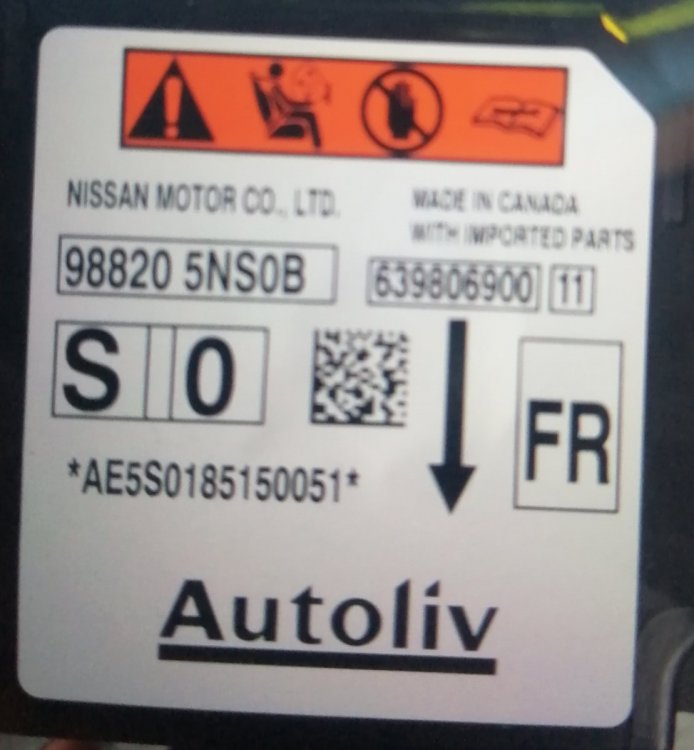 NISSAN MOTOR CO., LTD.
MADE IN CANADA
WITH IMPORTED PARTS
98820 5NS0B
639806900 11
S 0
FR
*AE5S0185150051*
Autoliv